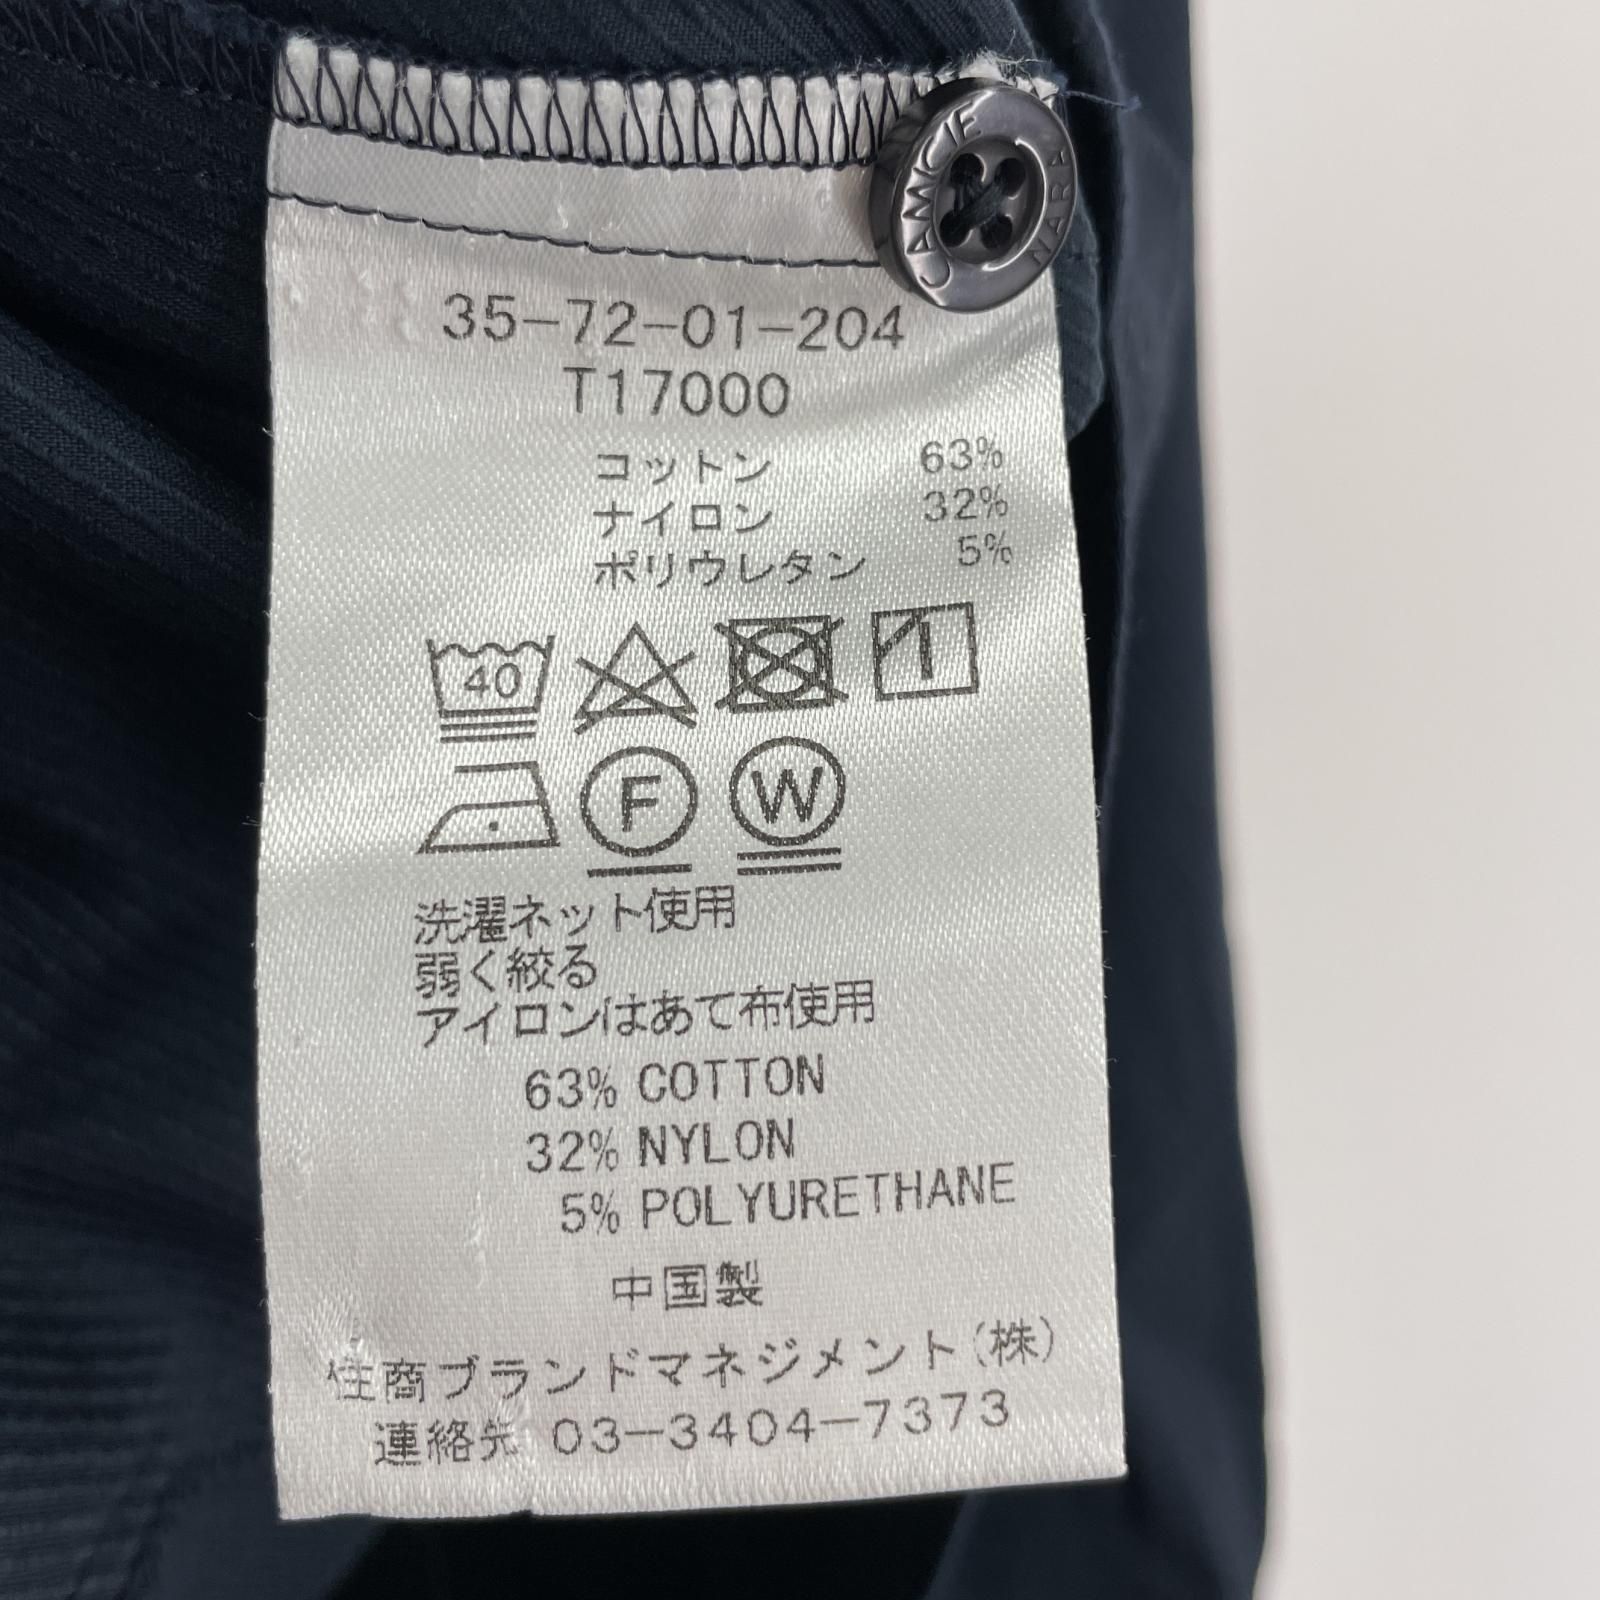 35-72-01-204
T17000
コットン 63%
ナイロン 32%
ポリウレタン 5%
40
F W
洗濯ネット使用
弱く絞る
アイロンはあて布使用
63% COTTON
32% NYLON
5% POLYURETHANE
中国製
住商ブランドマネジメント(株)
連絡先 03-3404-7373